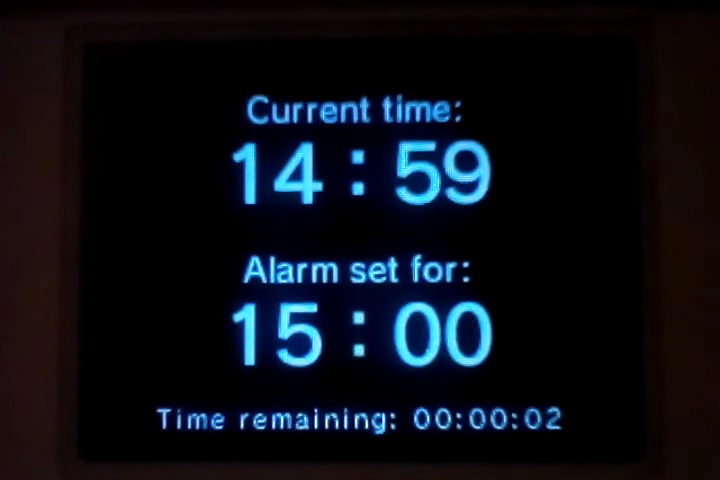 Current time:
14:59
Alarm set for:
15:00
Time remaining: 00:00:02